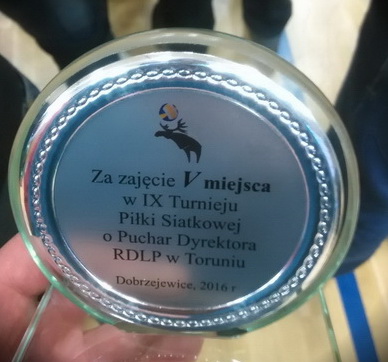 Za zajęcie V miejsca
w IX Turnieju
Piłki Siatkowej
o Puchar Dyrektora
RDLP w Toruniu
Dobrzejewice, 2016 r